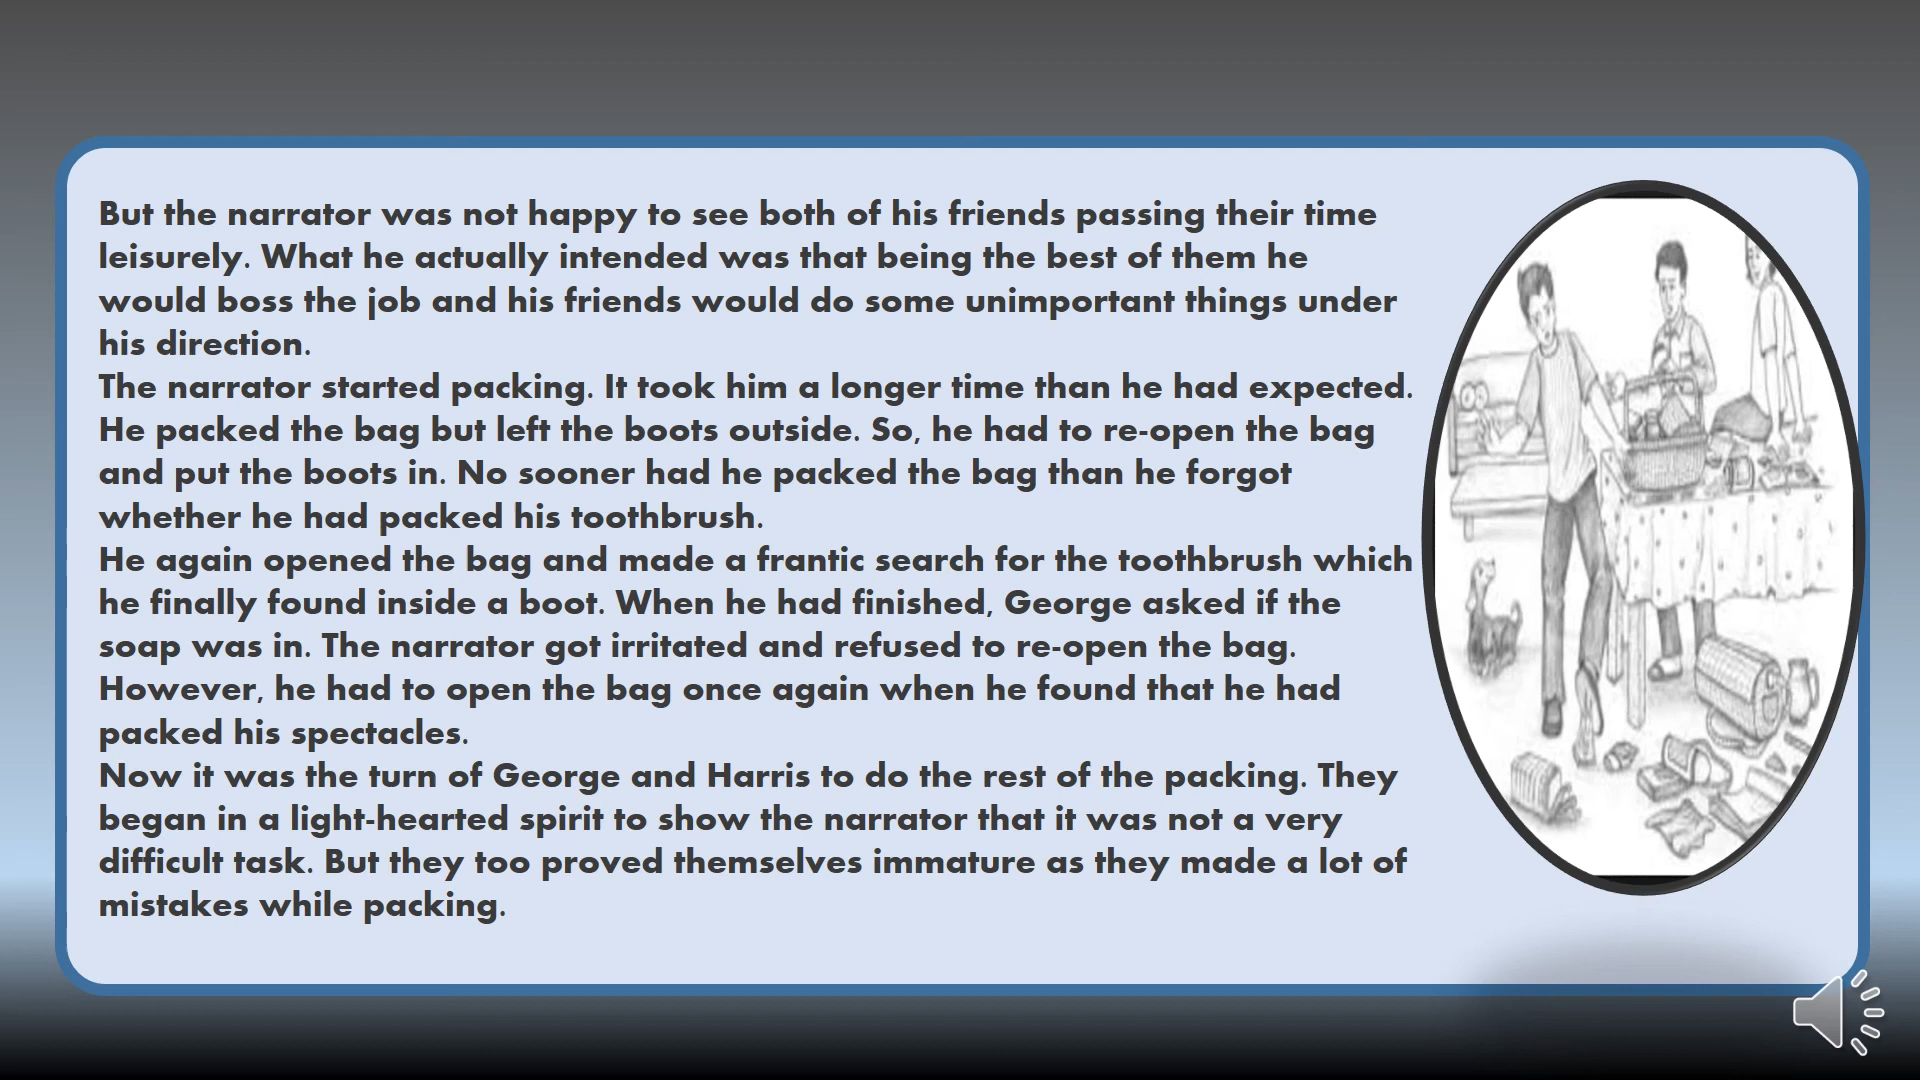 But the narrator was not happy to see both of his friends passing their time
leisurely. What he actually intended was that being the best of them he
would boss the job and his friends would do some unimportant things under
his direction.
The narrator started packing. It took him a longer time than he had expected.
He packed the bag but left the boots outside. So, he had to re-open the bag
and put the boots in. No sooner had he packed the bag than he forgot
whether he had packed his toothbrush.
He again opened the bag and made a frantic search for the toothbrush which
he finally found inside a boot. When he had finished, George asked if the
soap was in. The narrator got irritated and refused to re-open the bag.
However, he had to open the bag once again when he found that he had
packed his spectacles.
Now it was the turn of George and Harris to do the rest of the packing. They
began in a light-hearted spirit to show the narrator that it was not a very
difficult task. But they too proved themselves immature as they made a lot of
mistakes while packing.